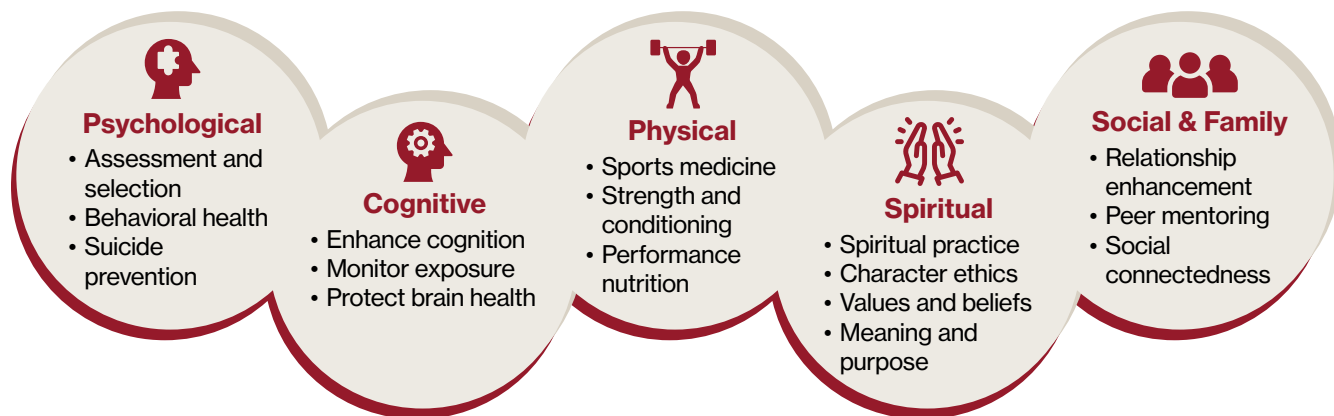 Psychological
• Assessment and
selection
• Behavioral health
• Suicide
prevention
Cognitive
• Enhance cognition
• Monitor exposure
• Protect brain health
Physical
• Sports medicine
• Strength and
conditioning
• Performance
nutrition
Spiritual
• Spiritual practice
• Character ethics
• Values and beliefs
• Meaning and
purpose
Social & Family
• Relationship
enhancement
• Peer mentoring
• Social
connectedness